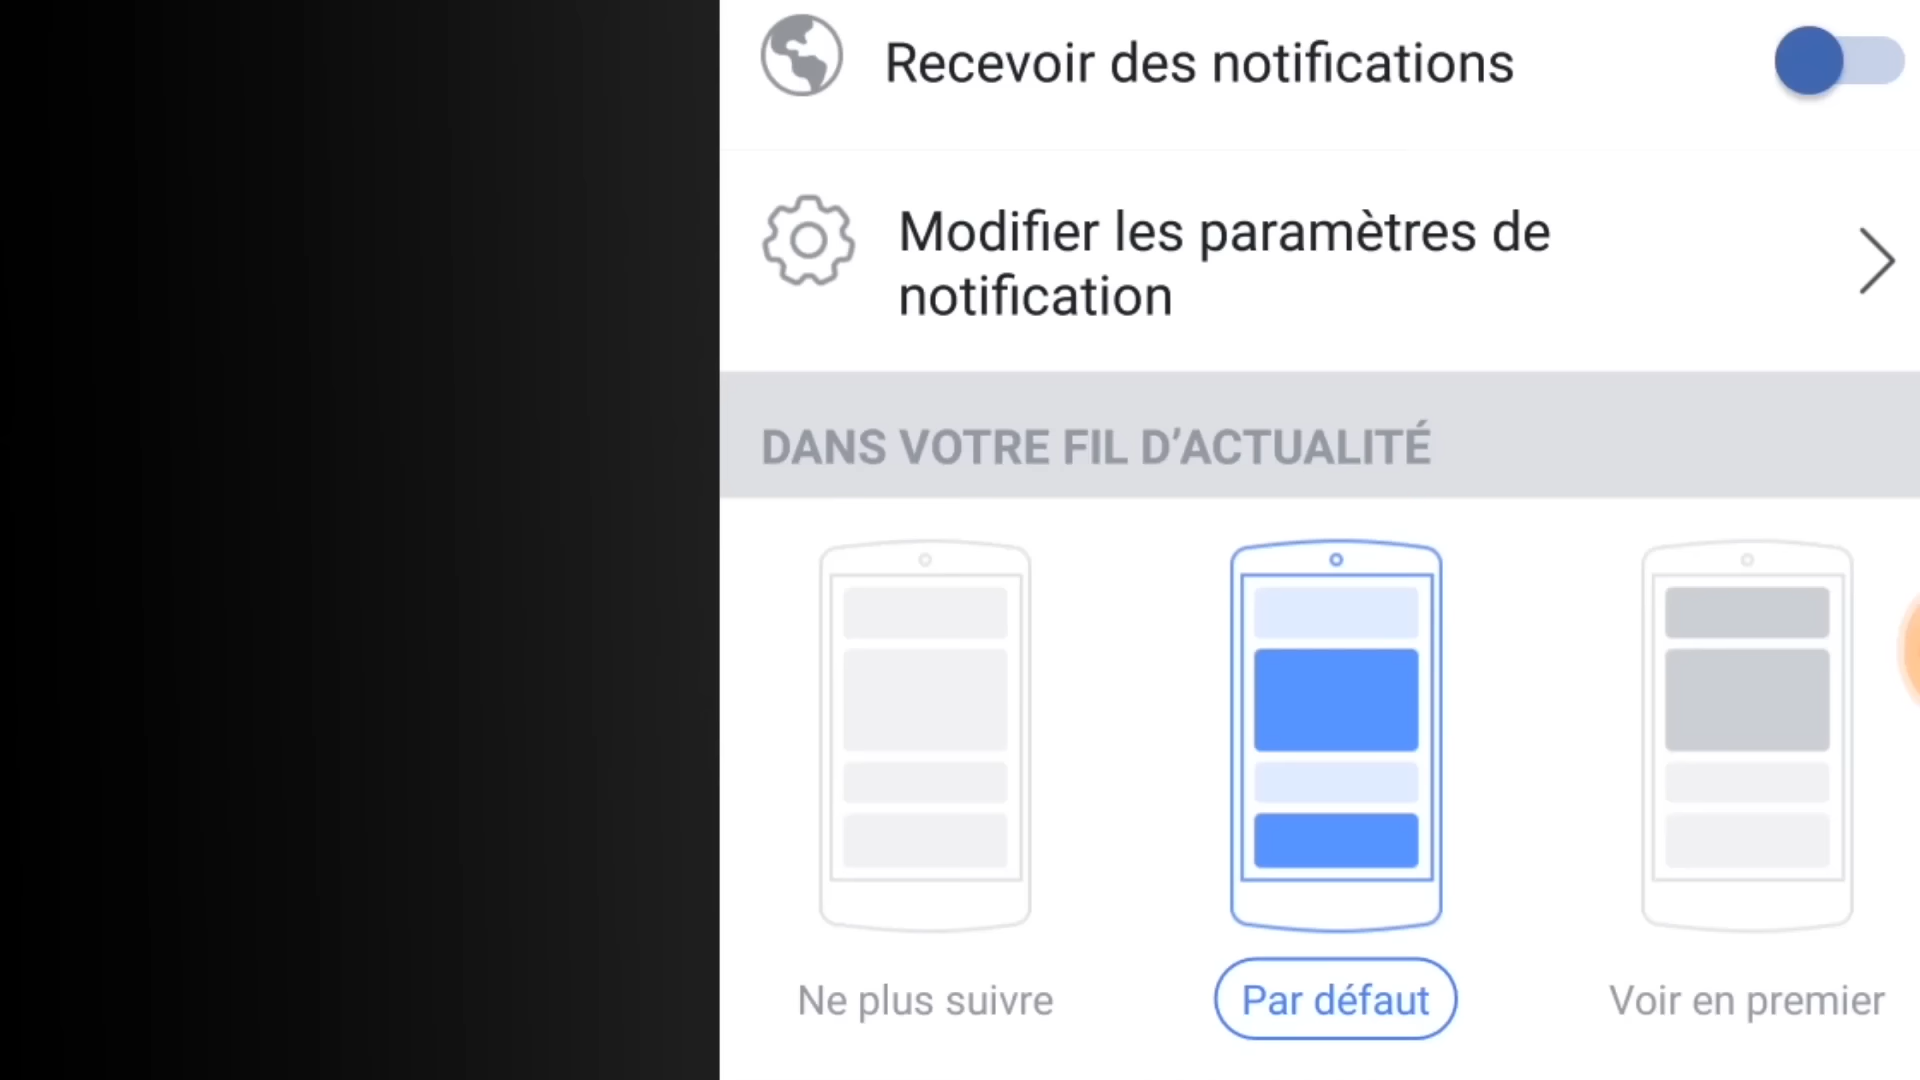 Recevoir des notifications
Modifier les paramètres de
notification
DANS VOTRE FIL D’ACTUALITÉ
Ne plus suivre
Par défaut
Voir en premier